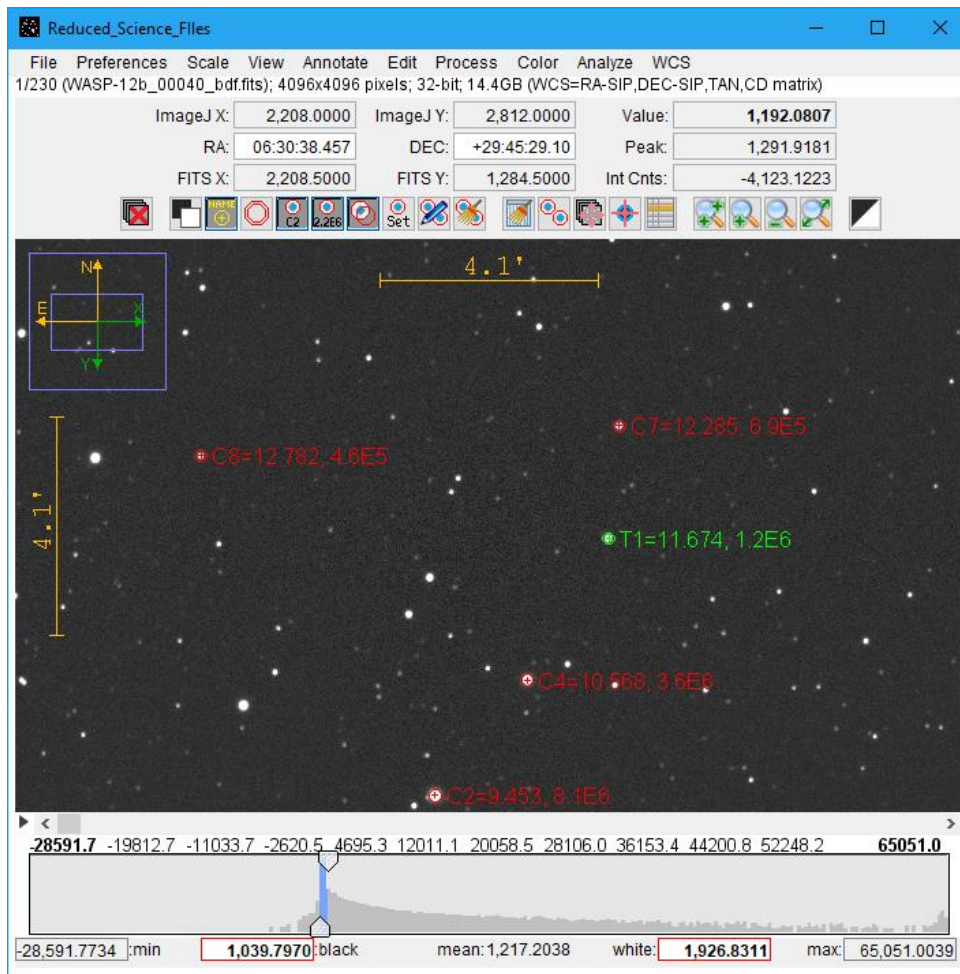 Reduced_Science_FIles
File Preferences Scale View Annotate Edit Process Color Analyze WCS
1/230 (WASP-12b_00040_bdf.fits); 4096x4096 pixels; 32-bit; 14.4GB (WCS=RA-SIP,DEC-SIP,TAN,CD matrix)
ImageJ X: 2,208.0000 ImageJ Y: 2,812.0000 Value: 1,192.0807
RA: 06:30:38.457 DEC: +29:45:29.10 Peak: 1,291.9181
FITS X: 2,208.5000 FITS Y: 1,284.5000 Int Cnts: -4,123.1223
NAME C2 2.2E6 Set
N 4.1'
E X
Y
C7=12.285, 6.9E5
C8=12.782, 4.6E5
4.1'
T1=11.674, 1.2E6
C4=10.568, 3.6E6
C2=9.453, 8.1E6
-28591.7 -19812.7 -11033.7 -2620.5 4695.3 12011.1 20058.5 28106.0 36153.4 44200.8 52248.2 65051.0
-28,591.7734 :min 1,039.7970 :black mean: 1,217.2038 white: 1,926.8311 max: 65,051.0039